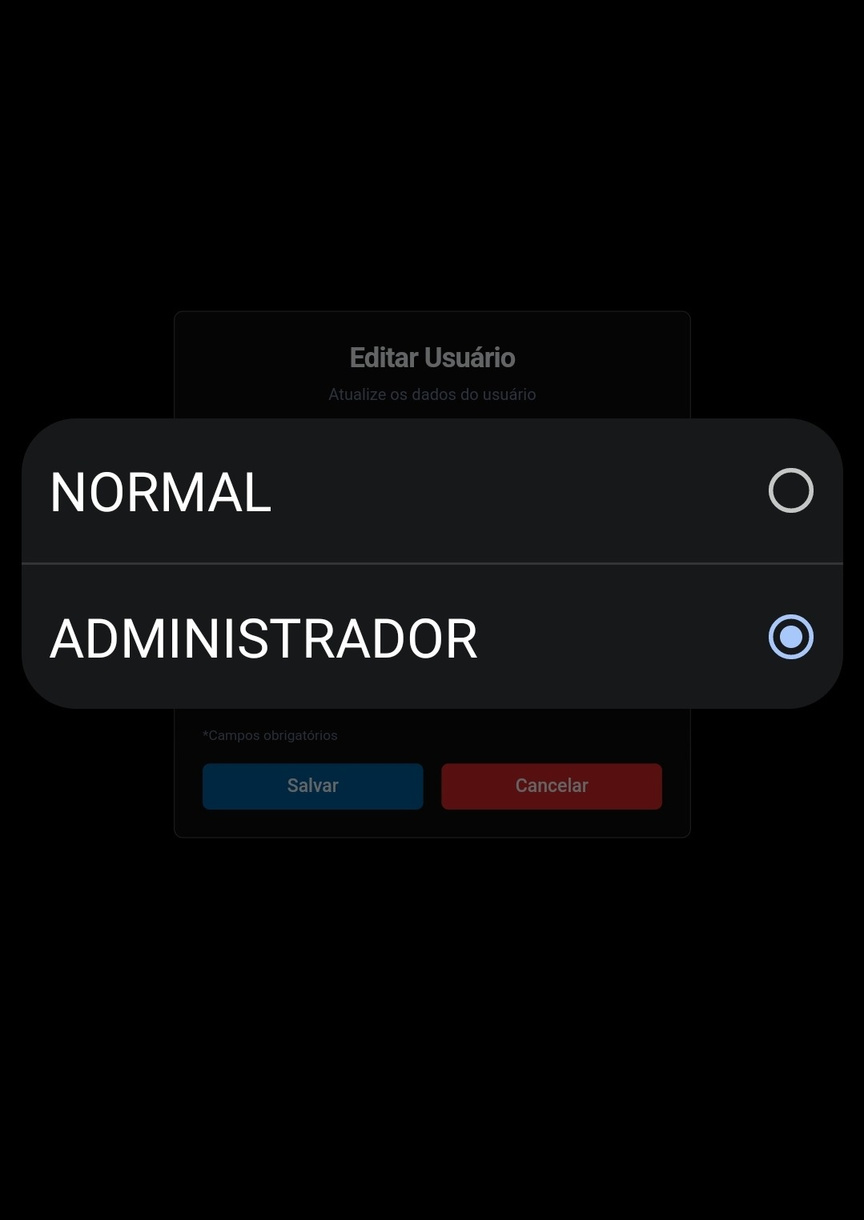 Editar Usuário
Atualize os dados do usuário
NORMAL
ADMINISTRADOR
*Campos obrigatórios
Salvar
Cancelar